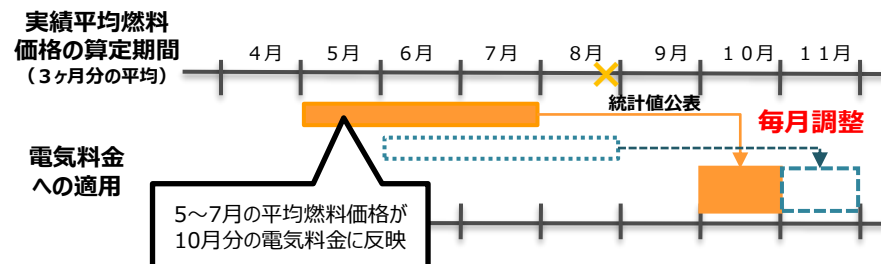 実績平均燃料
価格の算定期間
（３ヶ月分の平均）
４月 ５月 ６月 ７月 ８月 ９月 １０月 １１月
統計値公表
毎月調整
電気料金
への適用
5～7月の平均燃料価格が
10月分の電気料金に反映